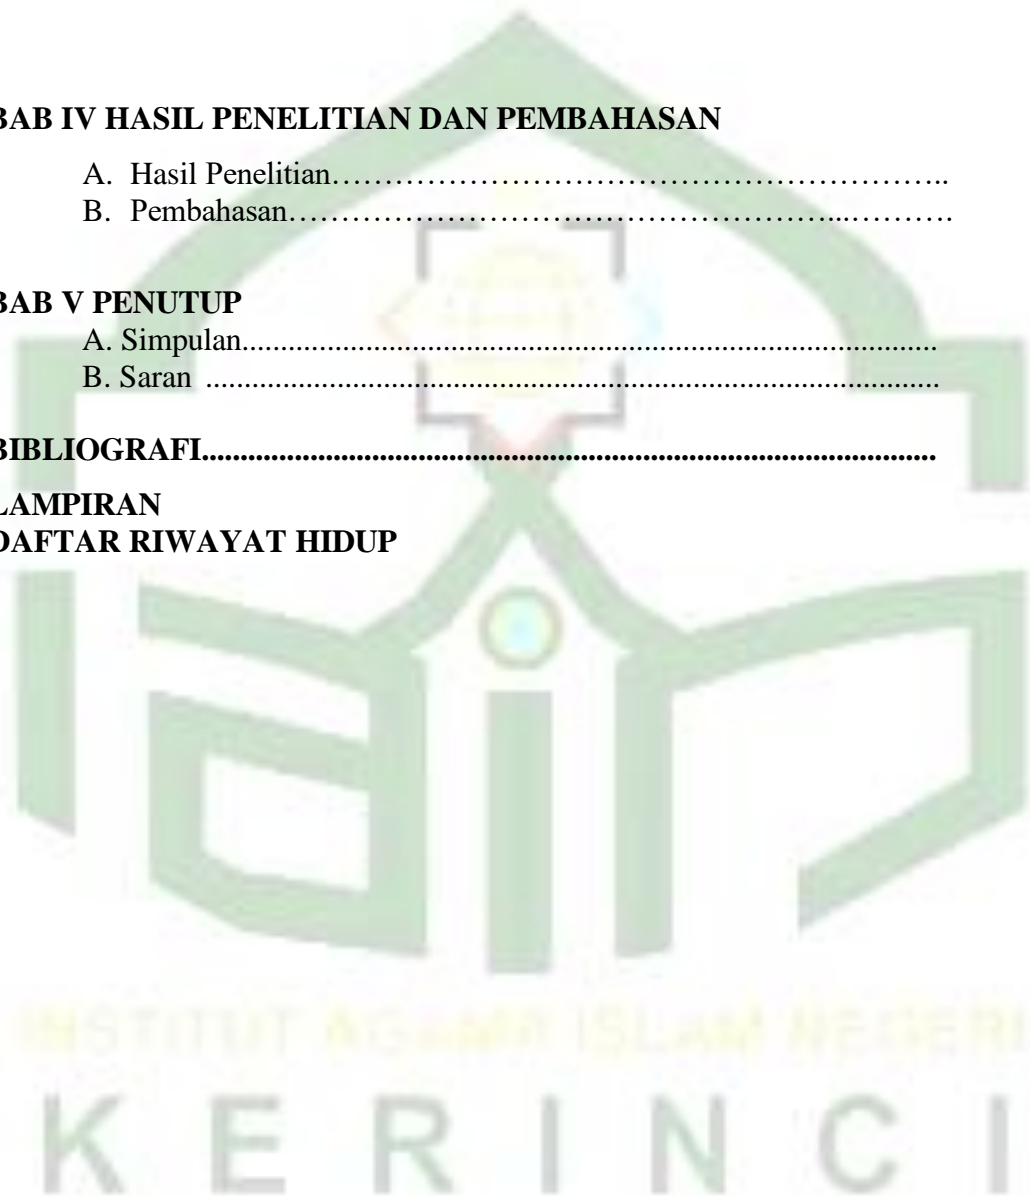 BAB IV HASIL PENELITIAN DAN PEMBAHASAN
A. Hasil Penelitian…………………………………………………..
B. Pembahasan……………………………………………...……….
BAB V PENUTUP
A. Simpulan..........................................................................................
B. Saran ...............................................................................................
BIBLIOGRAFI...............................................................................................
LAMPIRAN
DAFTAR RIWAYAT HIDUP
iain
INSTITUT AGAMA ISLAM NEGERI
K E R I N C I